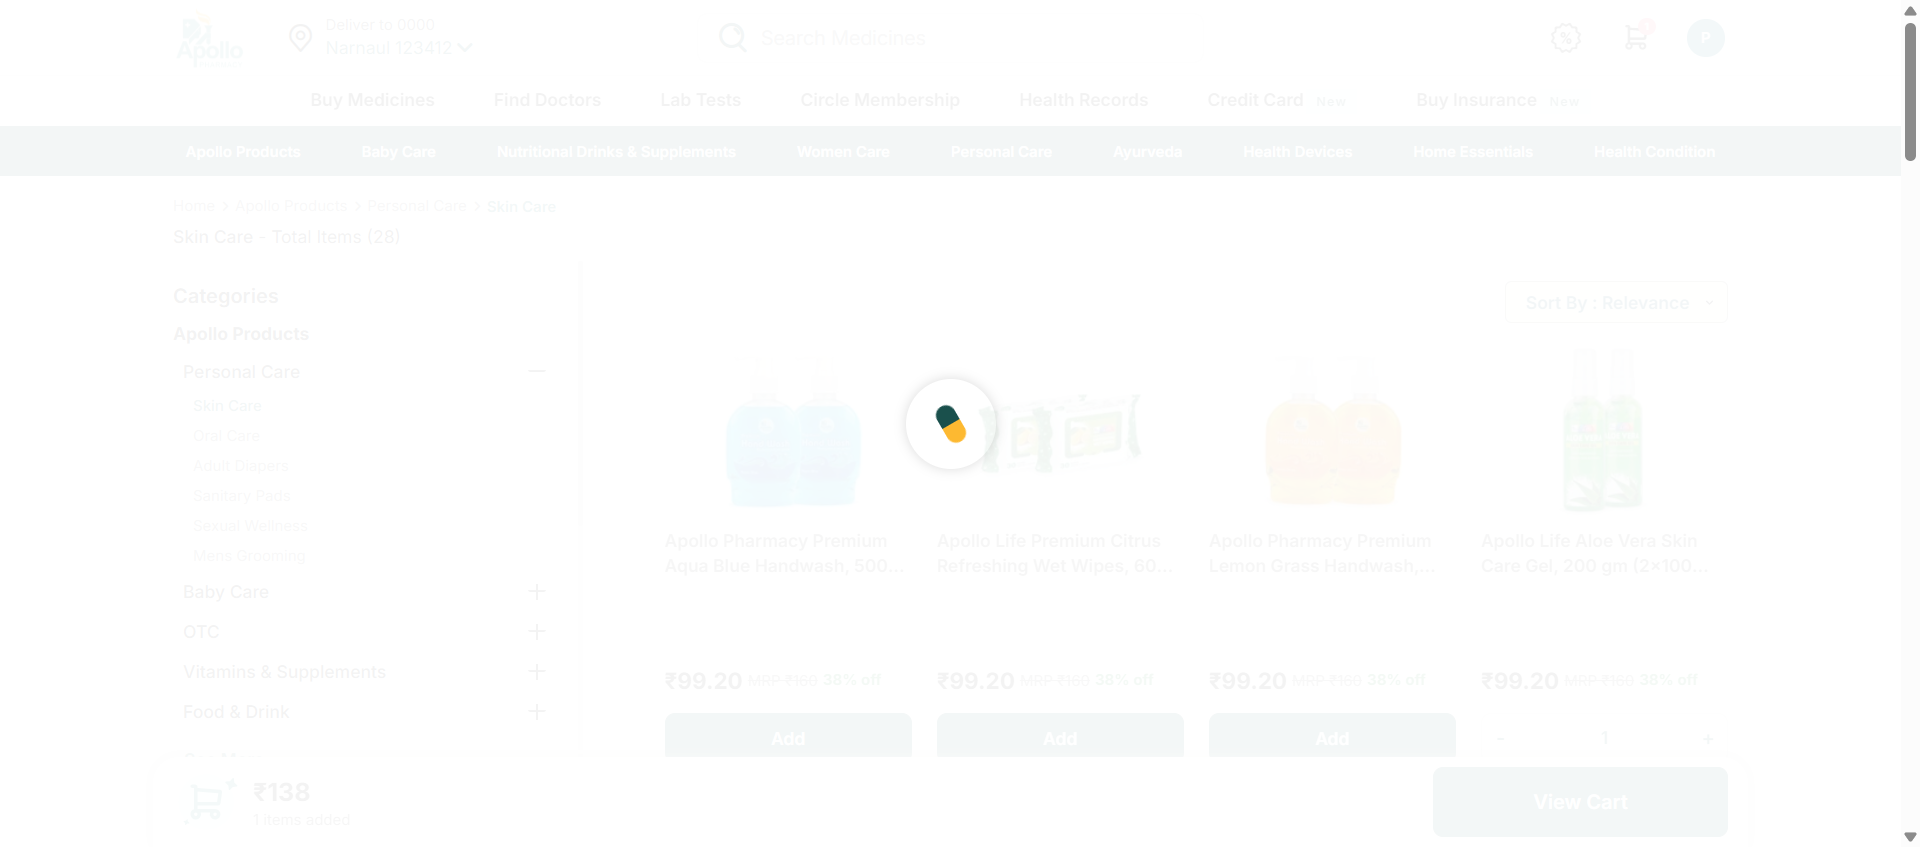 Deliver to 0000
Narnaul 123412
Apollo
Search Medicines
P
Buy Medicines
Find Doctors
Lab Tests
Circle Membership
Health Records
Credit Card New
Buy Insurance New
Apollo Products
Baby Care
Nutritional Drinks & Supplements
Women Care
Personal Care
Ayurveda
Health Devices
Home Essentials
Health Condition
Home > Apollo Products > Personal Care > Skin Care
Skin Care - Total Items (28)
Categories
Apollo Products
Personal Care
Skin Care
Oral Care
Adult Diapers
Sanitary Pads
Sexual Wellness
Mens Grooming
Baby Care
OTC
Vitamins & Supplements
Food & Drink
Sort By : Relevance
Apollo Pharmacy Premium
Aqua Blue Handwash, 500...
₹99.20 MRP ₹160 38% off
Add
Apollo Life Premium Citrus
Refreshing Wet Wipes, 60...
₹99.20 MRP ₹160 38% off
Add
Apollo Pharmacy Premium
Lemon Grass Handwash,...
₹99.20 MRP ₹160 38% off
Add
Apollo Life Aloe Vera Skin
Care Gel, 200 gm (2x100...
₹99.20 MRP ₹160 38% off
- 1 +
₹138
1 items added
View Cart